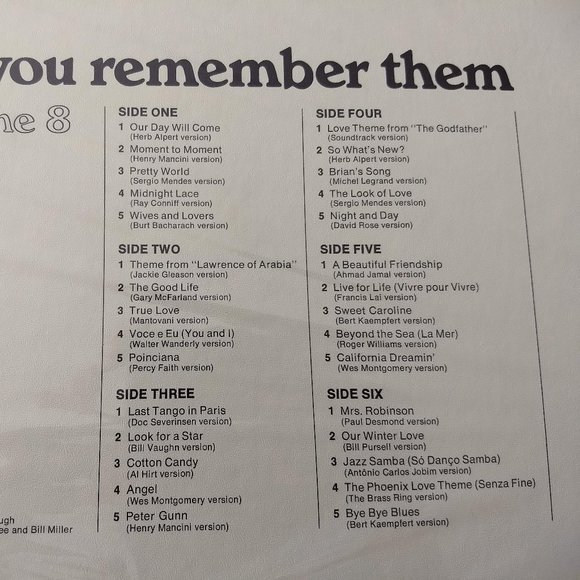 you remember them
8
SIDE ONE
1 Our Day Will Come
(Herb Alpert version)
2 Moment to Moment
(Henry Mancini version)
3 Pretty World
(Sergio Mendes version)
4 Midnight Lace
(Ray Conniff version)
5 Wives and Lovers
(Burt Bacharach version)
SIDE TWO
1 Theme from "Lawrence of Arabia"
(Jackie Gleason version)
2 The Good Life
(Gary McFarland version)
3 True Love
(Mantovani version)
4 Voce e Eu (You and I)
(Walter Wanderly version)
5 Poinciana
(Percy Faith version)
SIDE THREE
1 Last Tango in Paris
(Doc Severinsen version)
2 Look for a Star
(Bill Vaughn version)
3 Cotton Candy
(Al Hirt version)
4 Angel
(Wes Montgomery version)
5 Peter Gunn
(Henry Mancini version)
SIDE FOUR
1 Love Theme from "The Godfather"
(Soundtrack version)
2 So What's New?
(Herb Alpert version)
3 Brian's Song
(Michel Legrand version)
4 The Look of Love
(Sergio Mendes version)
5 Night and Day
(David Rose version)
SIDE FIVE
1 A Beautiful Friendship
(Ahmad Jamal version)
2 Live for Life (Vivre pour Vivre)
(Francis Lai version)
3 Sweet Caroline
(Bert Kaempfert version)
4 Beyond the Sea (La Mer)
(Roger Williams version)
5 California Dreamin'
(Wes Montgomery version)
SIDE SIX
1 Mrs. Robinson
(Paul Desmond version)
2 Our Winter Love
(Bill Pursell version)
3 Jazz Samba (Só Danço Samba)
(Antônio Carlos Jobim version)
4 The Phoenix Love Theme (Senza Fine)
(The Brass Ring version)
5 Bye Bye Blues
(Bert Kaempfert version)
and Bill Miller